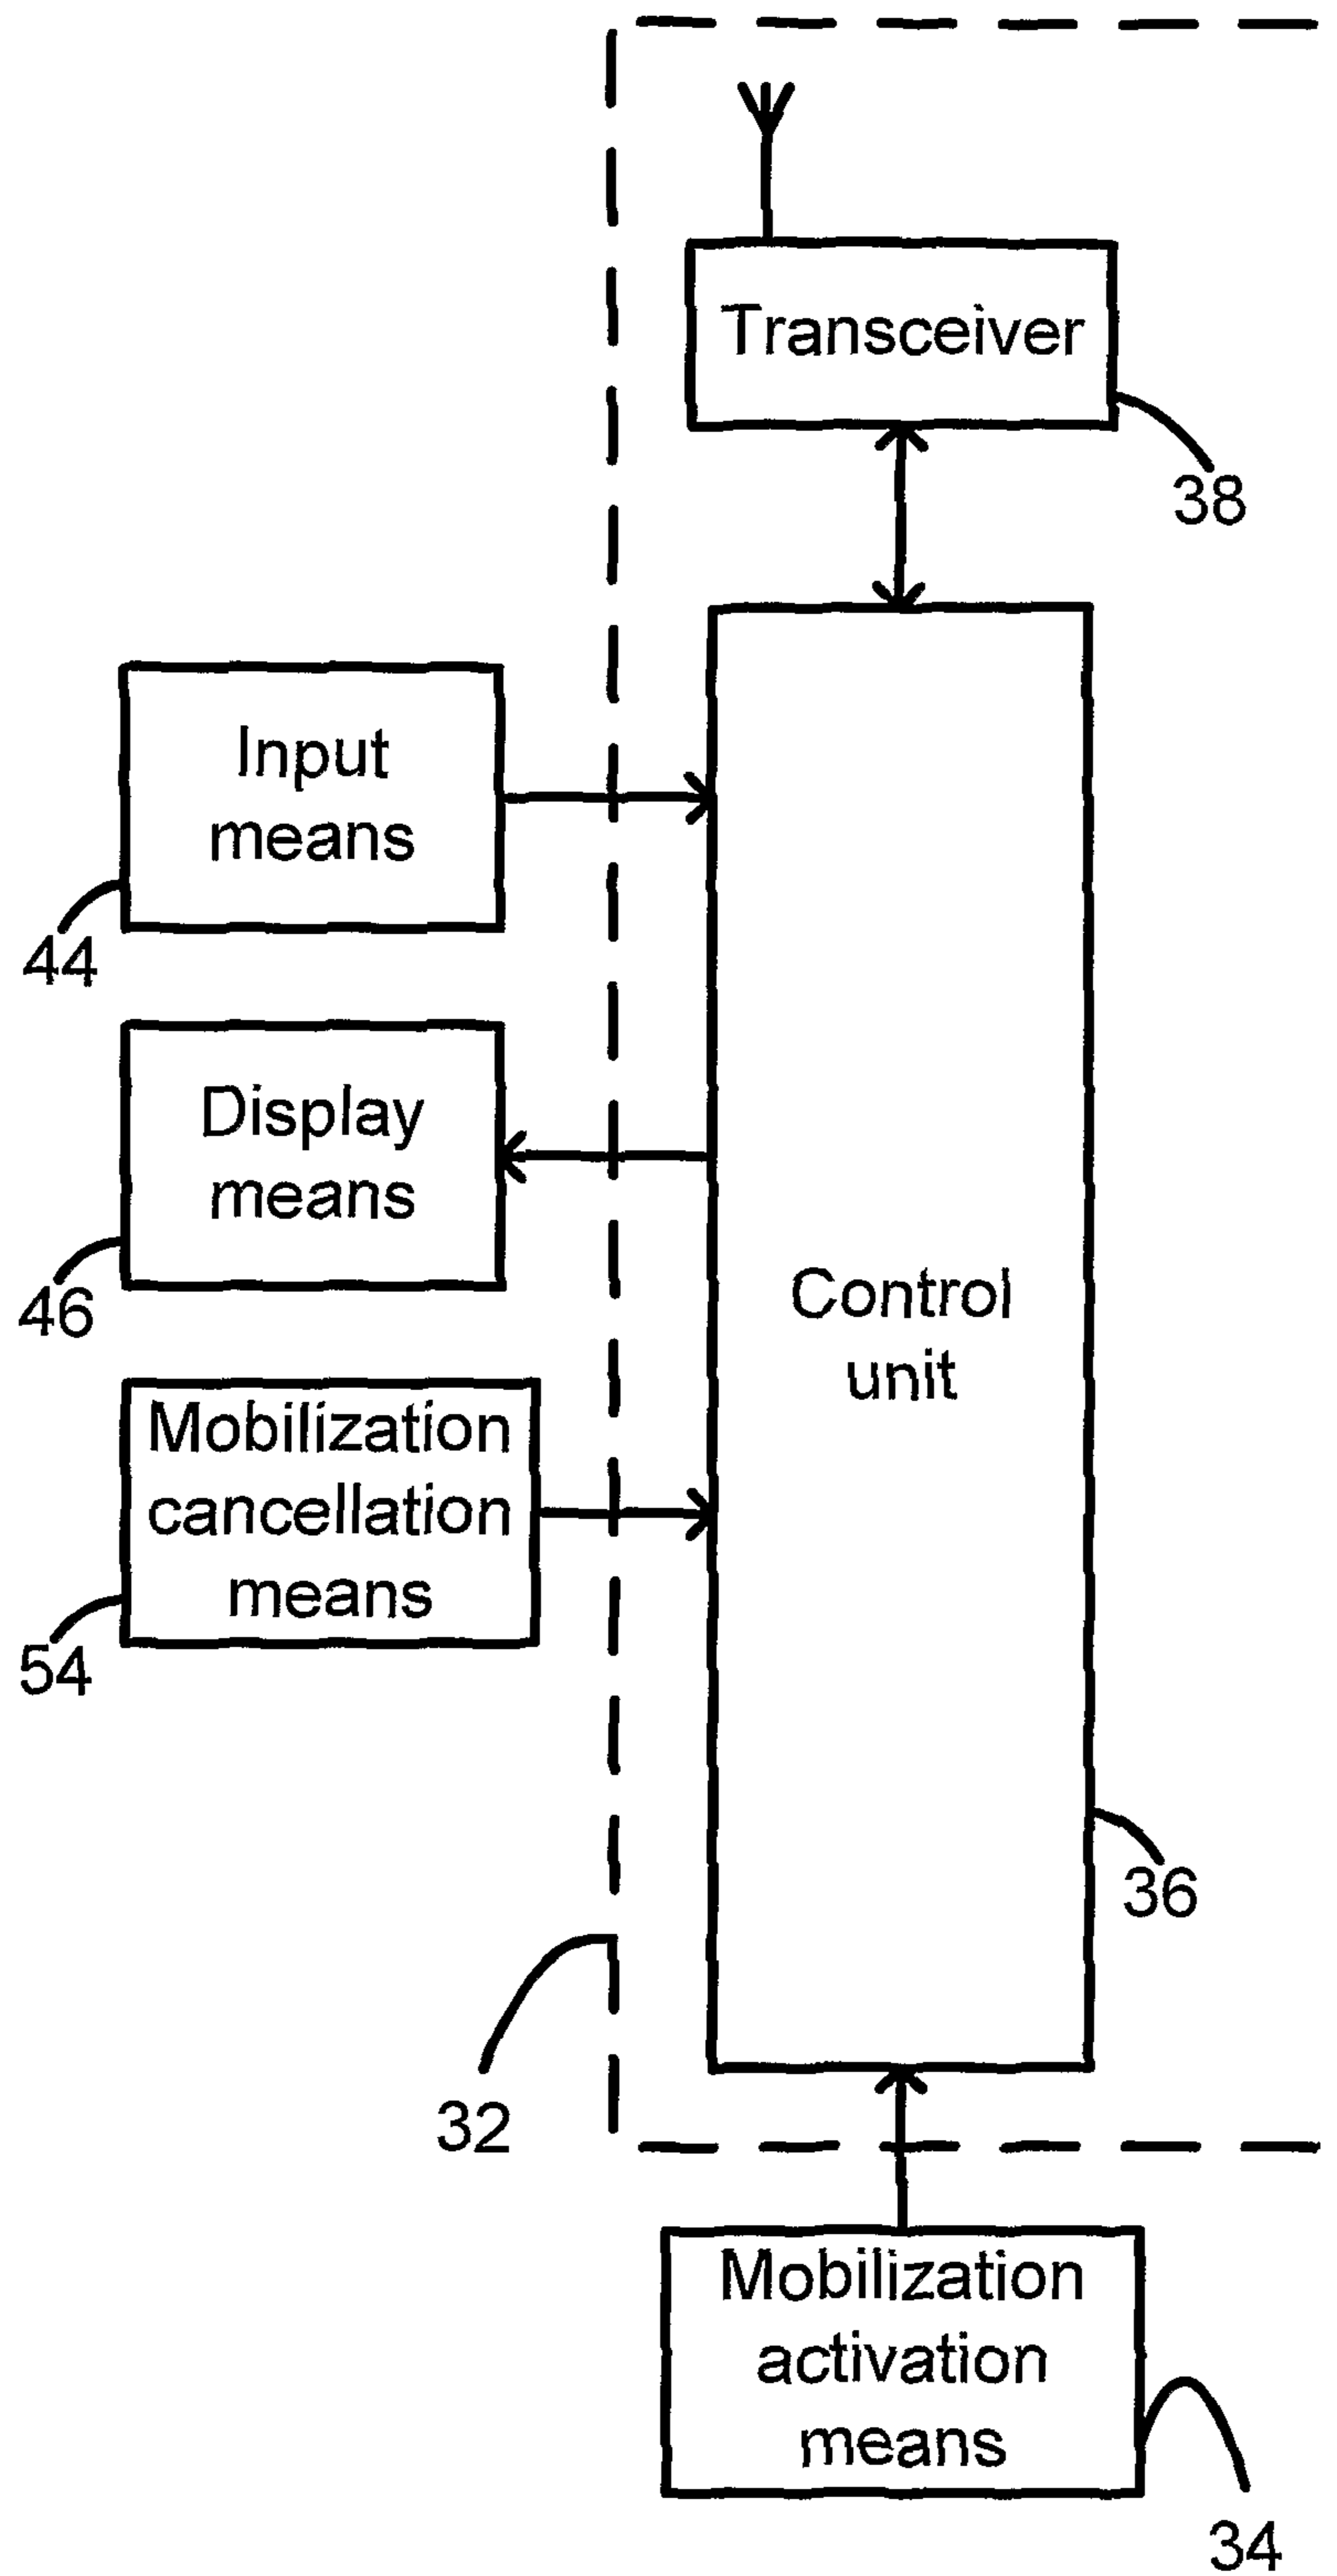 Transceiver
38
Input
means
44
Display
means
46
Control
unit
Mobilization
cancellation
means
54
36
32
Mobilization
activation
means
34